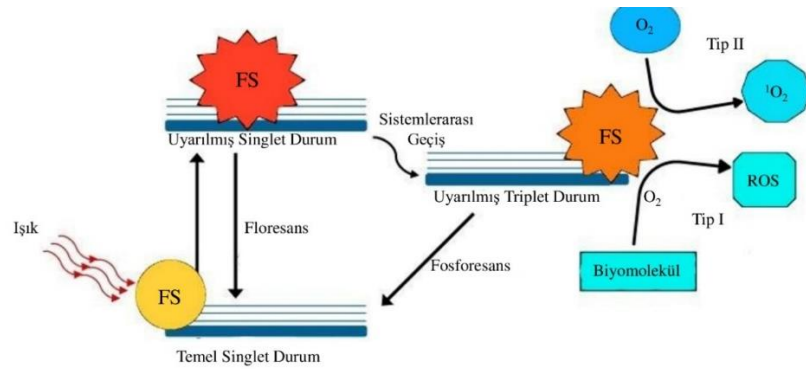 O₂
Tip II
FS
¹O₂
Sistemlerarası
Geçiş
FS
Uyarılmış Singlet Durum
ROS
Uyarılmış Triplet Durum
O₂
Tip I
Işık
Floresans
Fosforesans
Biyomolekül
FS
Temel Singlet Durum